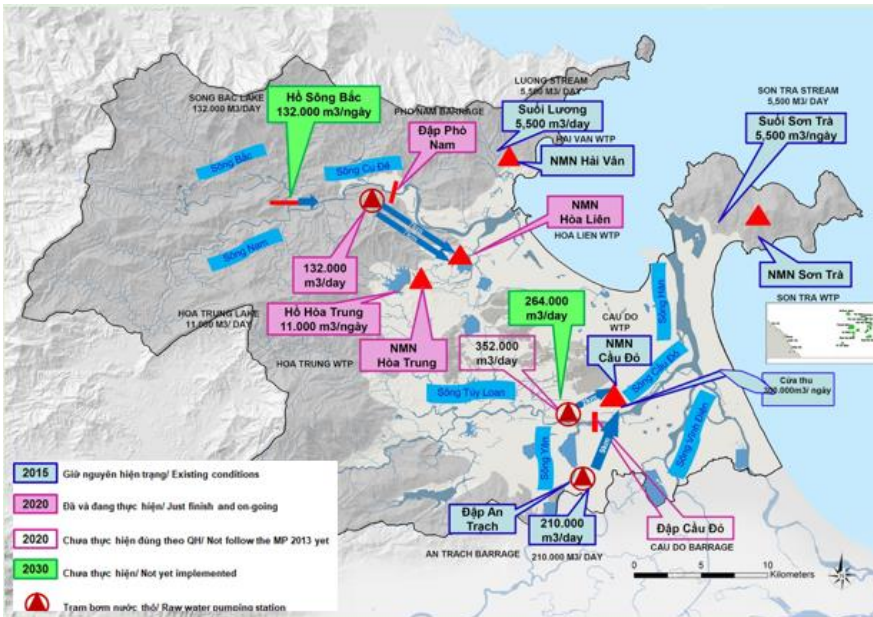 LUONG STREAM
5,500 M3/ DAY
SON TRA STREAM
5,500 M3/ DAY
SONG BAC LAKE
132.000 M3/DAY
Hồ Sông Bắc
132.000 m3/ngày
PHO NAM BARRAGE
Đập Phò
Nam
Suối Lương
5,500 m3/day
HAI VAN WTP
NMN Hải Vân
Suối Sơn Trà
5,500 m3/ngày
NMN Sơn Trà
SON TRA WTP
Sông Bắc
Sông Cu Đê
Sông Nam
NMN
Hòa Liên
HOA LIEN WTP
132.000
m3/day
HOA TRUNG LAKE
11.000 M3/ DAY
Hồ Hòa Trung
11.000 m3/ngày
NMN
Hòa Trung
HOA TRUNG WTP
264.000
m3/day
352.000
m3/day
CAU DO
WTP
NMN
Cầu Đỏ
Sông Hàn
Sông Cầu Đỏ
Cửa thu
m3/ ngày
Sông Túy Loan
Sông Yên
Sông Vĩnh Điện
Đập An
Trạch
210.000
m3/day
Đập Cầu Đỏ
AN TRACH BARRAGE
210.000 M3/ DAY
CAU DO BARRAGE
2015 Giữ nguyên hiện trạng/ Existing conditions
2020 Đã và đang thực hiện/ Just finish and on-going
2020 Chưa thực hiện đúng theo QH/ Not follow the MP 2013 yet
2030 Chưa thực hiện/ Not yet implemented
Trạm bơm nước thô/ Raw water pumping station
0 5 10
Kilometers